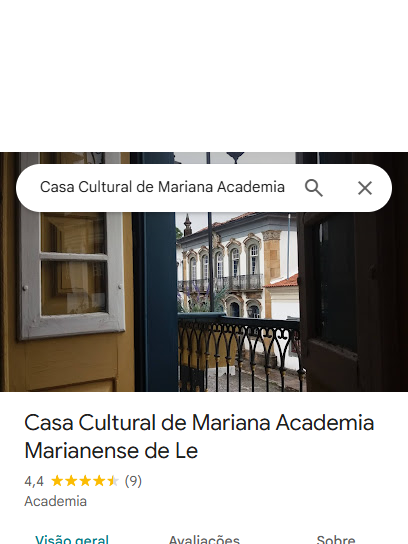 Casa Cultural de Mariana Academia
Casa Cultural de Mariana Academia
Marianense de Le
4,4 (9)
Academia
Visão geral Avaliações Sobre